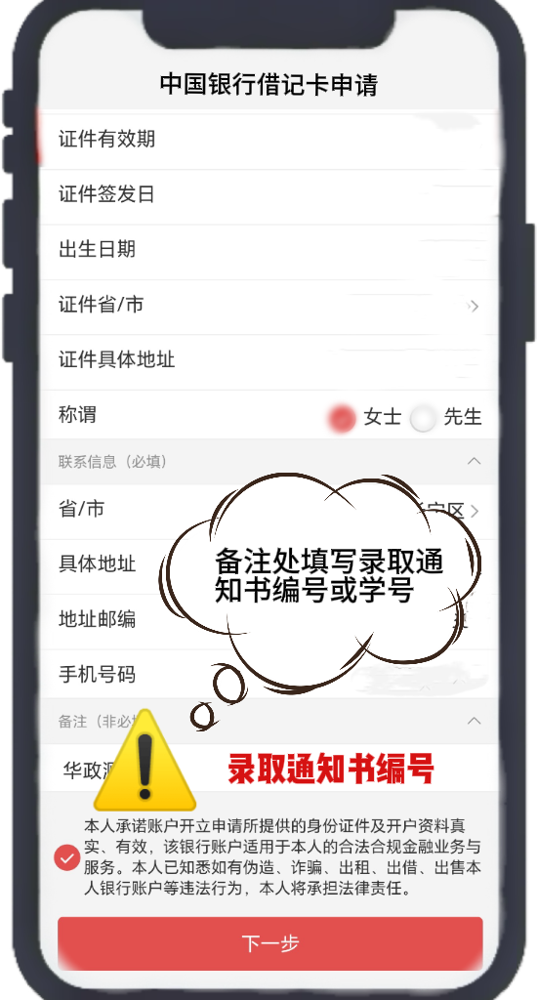 中国银行借记卡申请
证件有效期
证件签发日
出生日期
证件省/市
证件具体地址
称谓 女士 先生
联系信息（必填）
省/市 宁区
具体地址
备注处填写录取通
知书编号或学号
地址邮编
手机号码
备注（非必
华政 录取通知书编号
本人承诺账户开立申请所提供的身份证件及开户资料真
实、有效，该银行账户适用于本人的合法合规金融业务与
服务。本人已知悉如有伪造、诈骗、出租、出借、出售本
人银行账户等违法行为，本人将承担法律责任。
下一步